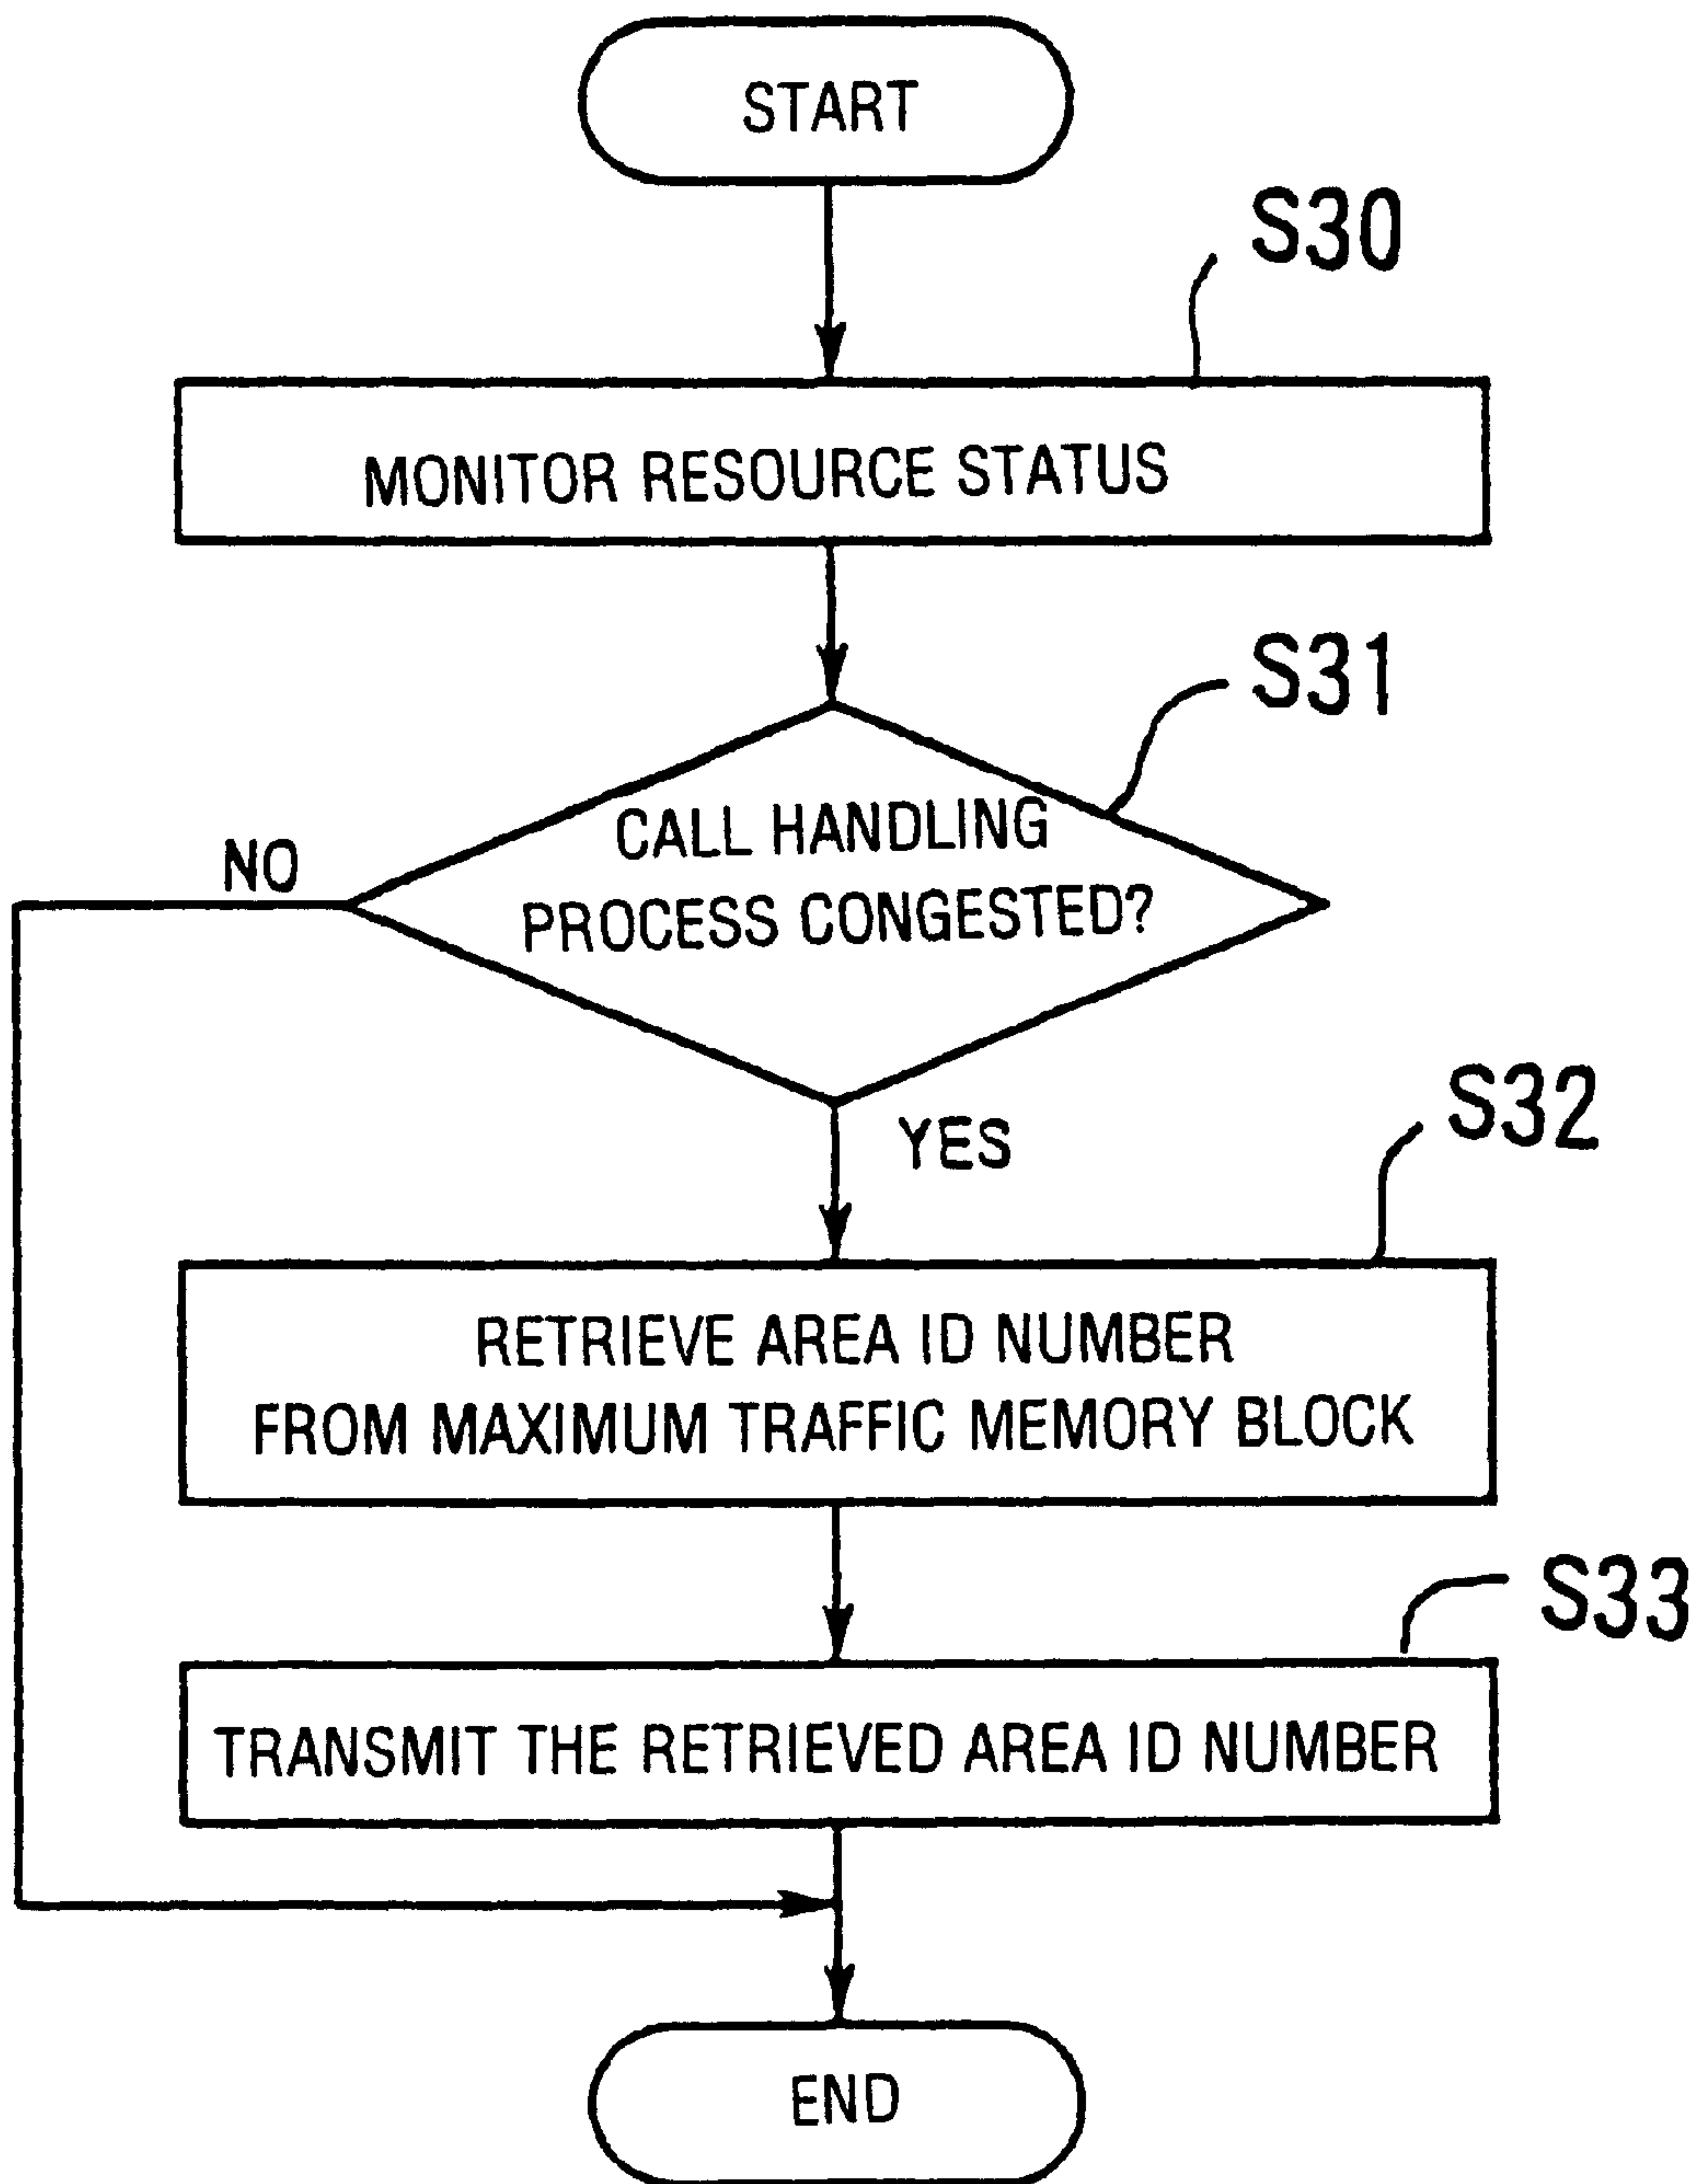 START
S30
MONITOR RESOURCE STATUS
S31
CALL HANDLING
PROCESS CONGESTED?
NO
YES
S32
RETRIEVE AREA ID NUMBER
FROM MAXIMUM TRAFFIC MEMORY BLOCK
S33
TRANSMIT THE RETRIEVED AREA ID NUMBER
END